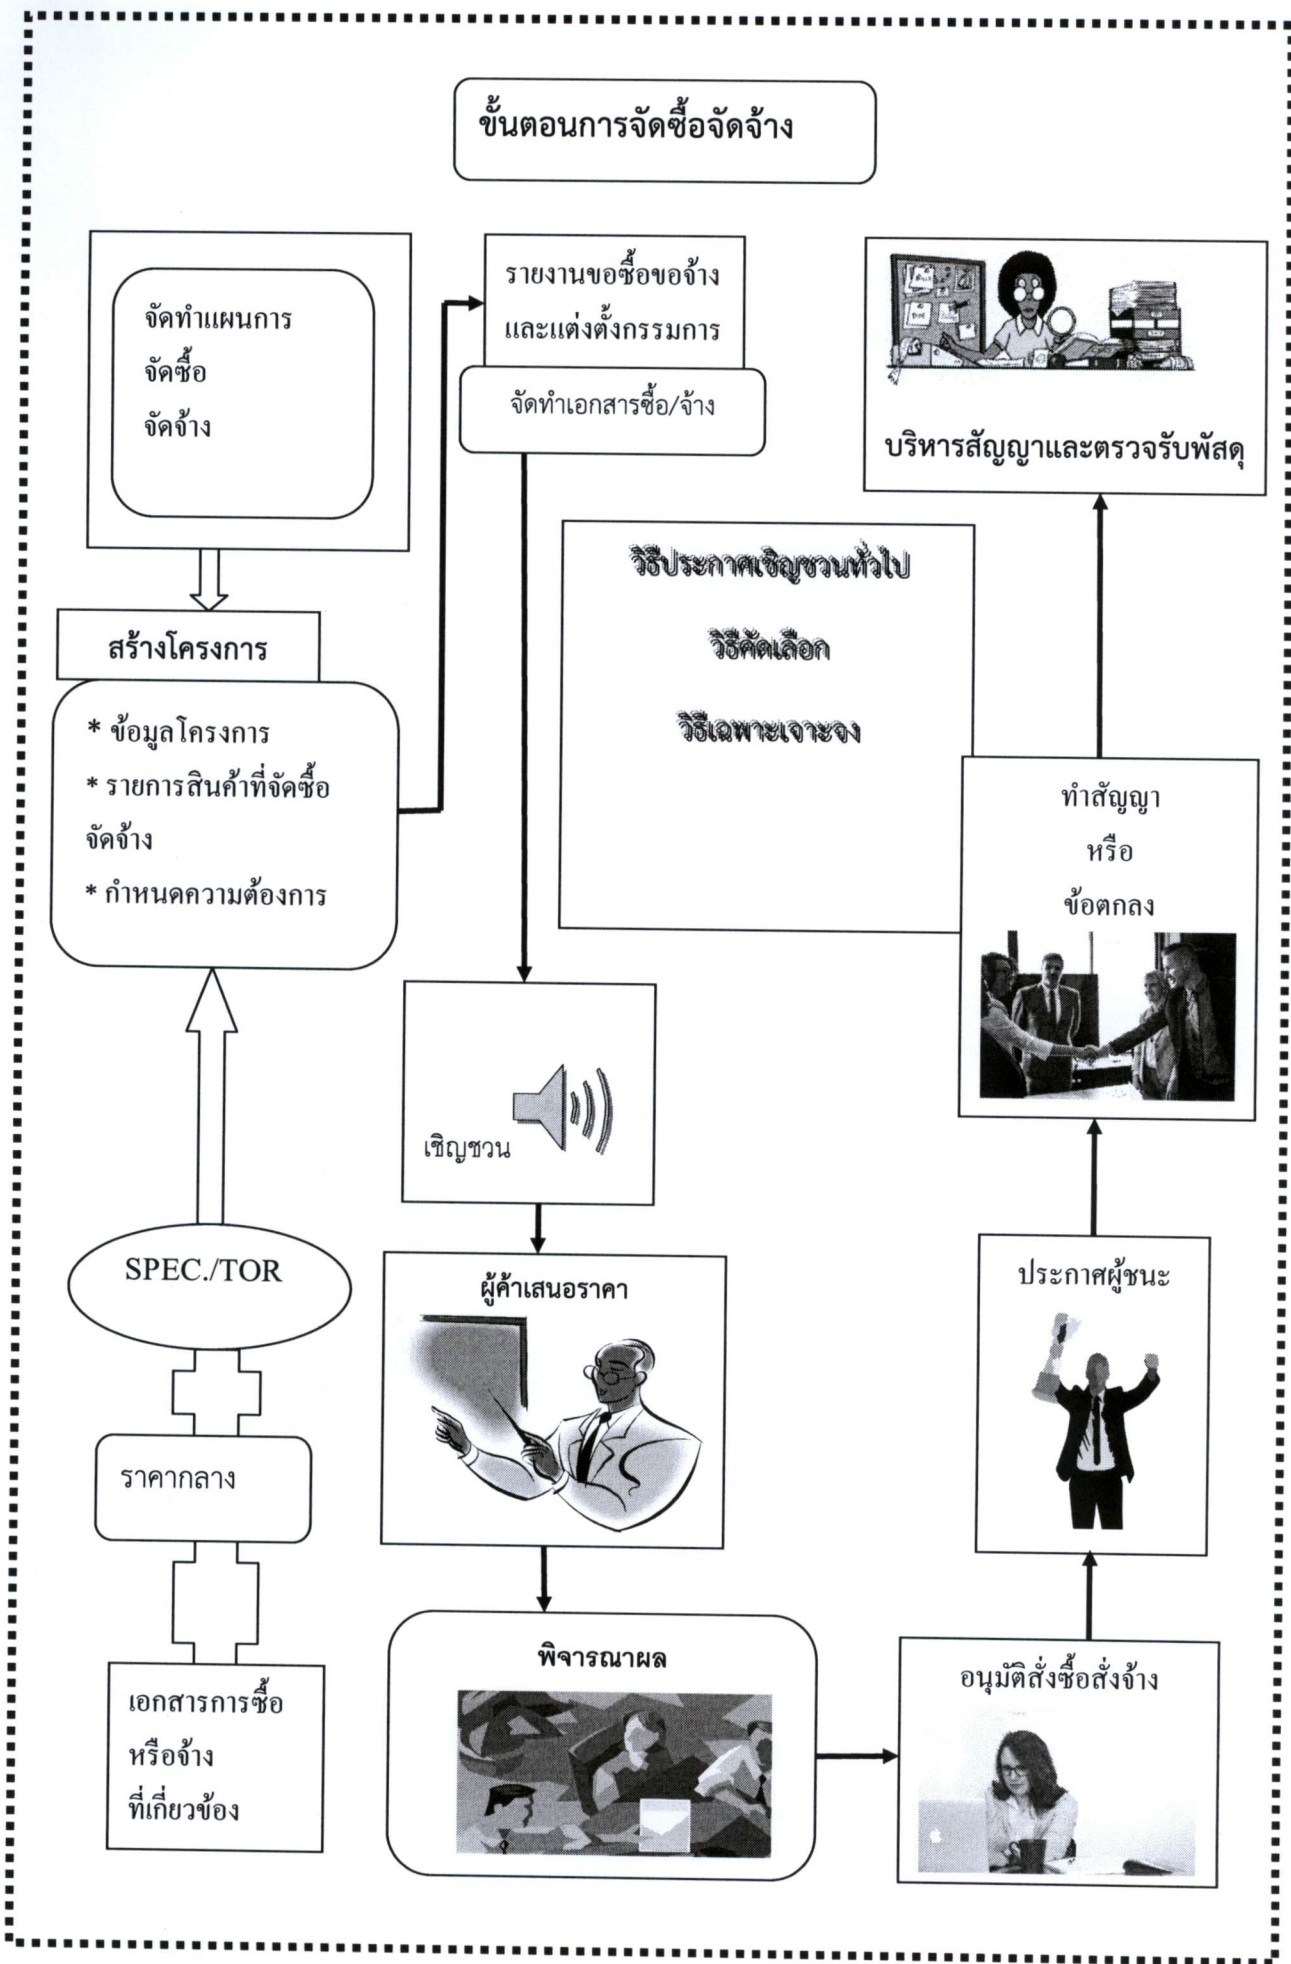 ขั้นตอนการจัดซื้อจัดจ้าง
จัดทำแผนการ
จัดซื้อ
จัดจ้าง
สร้างโครงการ
* ข้อมูลโครงการ
* รายการสินค้าที่จัดซื้อ
จัดจ้าง
* กำหนดความต้องการ
SPEC./TOR
ราคากลาง
เอกสารการซื้อ
หรือจ้าง
ที่เกี่ยวข้อง
รายงานขอซื้อขอจ้าง
และแต่งตั้งกรรมการ
จัดทำเอกสารซื้อ/จ้าง
วิธีประกาศเชิญชวนทั่วไป
วิธีคัดเลือก
วิธีเฉพาะเจาะจง
เชิญชวน
ผู้ค้าเสนอราคา
พิจารณาผล
อนุมัติสั่งซื้อสั่งจ้าง
ประกาศผู้ชนะ
ทำสัญญา
หรือ
ข้อตกลง
บริหารสัญญาและตรวจรับพัสดุ